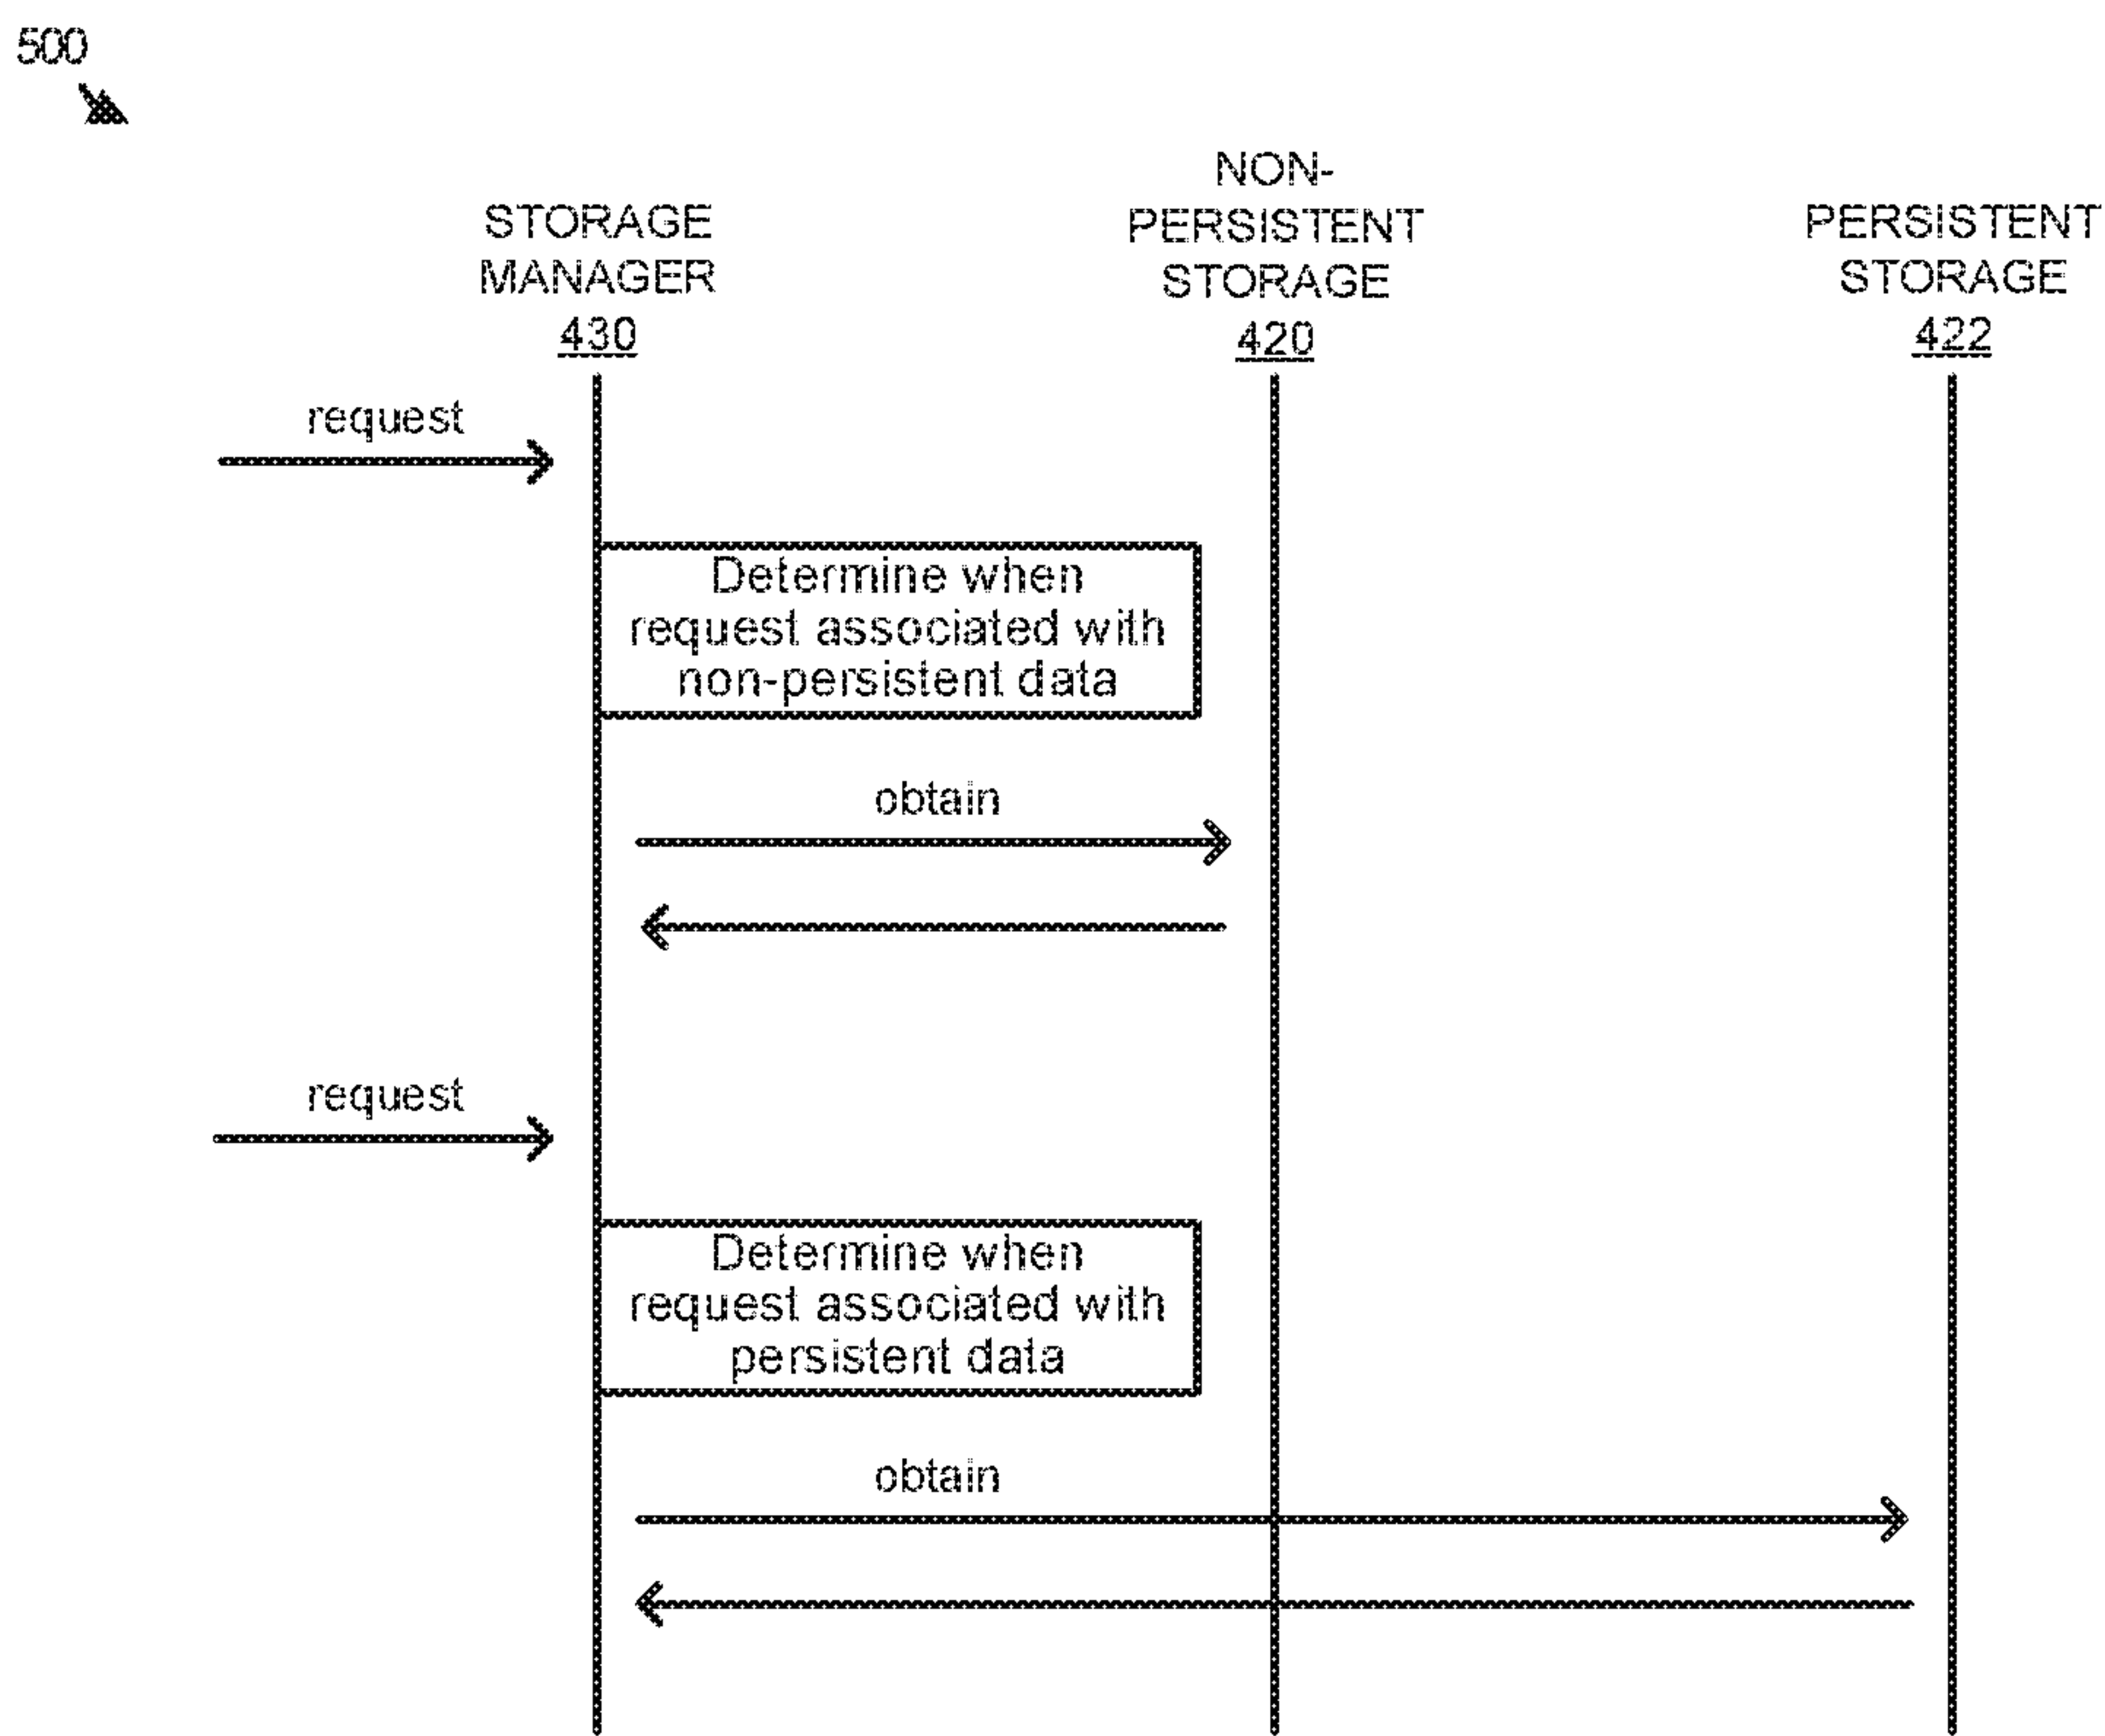 500
STORAGE
MANAGER
430
NON-
PERSISTENT
STORAGE
420
PERSISTENT
STORAGE
422
request
Determine when
request associated with
non-persistent data
obtain
request
Determine when
request associated with
persistent data
obtain